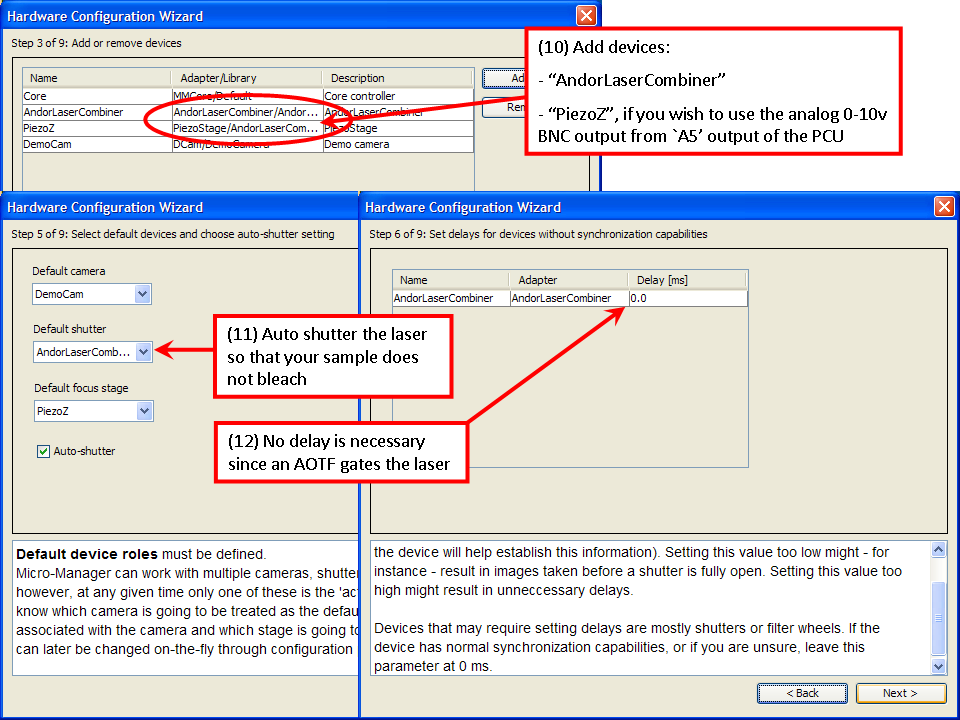 Hardware Configuration Wizard
Step 3 of 9: Add or remove devices
Name Adapter/Library Description
Core MMCore/Default Core controller
AndorLaserCombiner AndorLaserCombiner/Andor... AndorLaserCombiner
PiezoZ PiezoStage/AndorLaserCom... PiezoStage
DemoCam DCam/DemoCamera Demo camera
(10) Add devices:
- “AndorLaserCombiner”
- “PiezoZ”, if you wish to use the analog 0-10v
BNC output from `A5’ output of the PCU
Hardware Configuration Wizard
Step 5 of 9: Select default devices and choose auto-shutter setting
Default camera
DemoCam
Default shutter
AndorLaserComb...
Default focus stage
PiezoZ
Auto-shutter
(11) Auto shutter the laser
so that your sample does
not bleach
(12) No delay is necessary
since an AOTF gates the laser
Default device roles must be defined.
Micro-Manager can work with multiple cameras, shutter
however, at any given time only one of these is the 'ac
know which camera is going to be treated as the defau
associated with the camera and which stage is going to
can later be changed on-the-fly through configuration
Hardware Configuration Wizard
Step 6 of 9: Set delays for devices without synchronization capabilities
Name Adapter Delay [ms]
AndorLaserCombiner AndorLaserCombiner 0.0
the device will help establish this information). Setting this value too low might - for
instance - result in images taken before a shutter is fully open. Setting this value too
high might result in unneccessary delays.
Devices that may require setting delays are mostly shutters or filter wheels. If the
device has normal synchronization capabilities, or if you are unsure, leave this
parameter at 0 ms.
< Back Next >